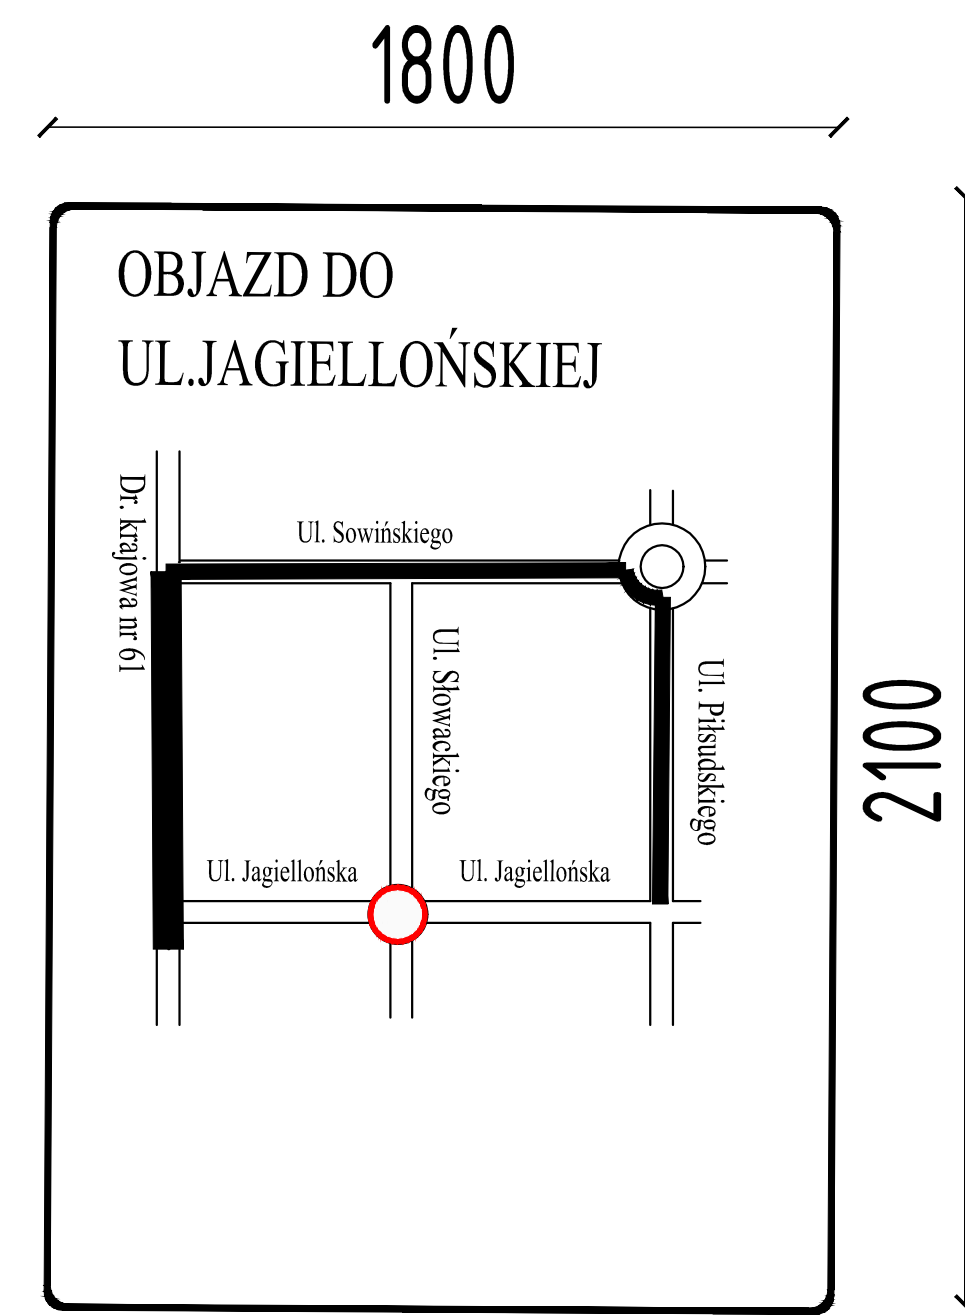 1800
OBJAZD DO
UL.JAGIELLOŃSKIEJ
Dr. krajowa nr 61
Ul. Sowińskiego
Ul. Słowackiego
Ul. Piłsudskiego
2100
Ul. Jagiellońska
Ul. Jagiellońska